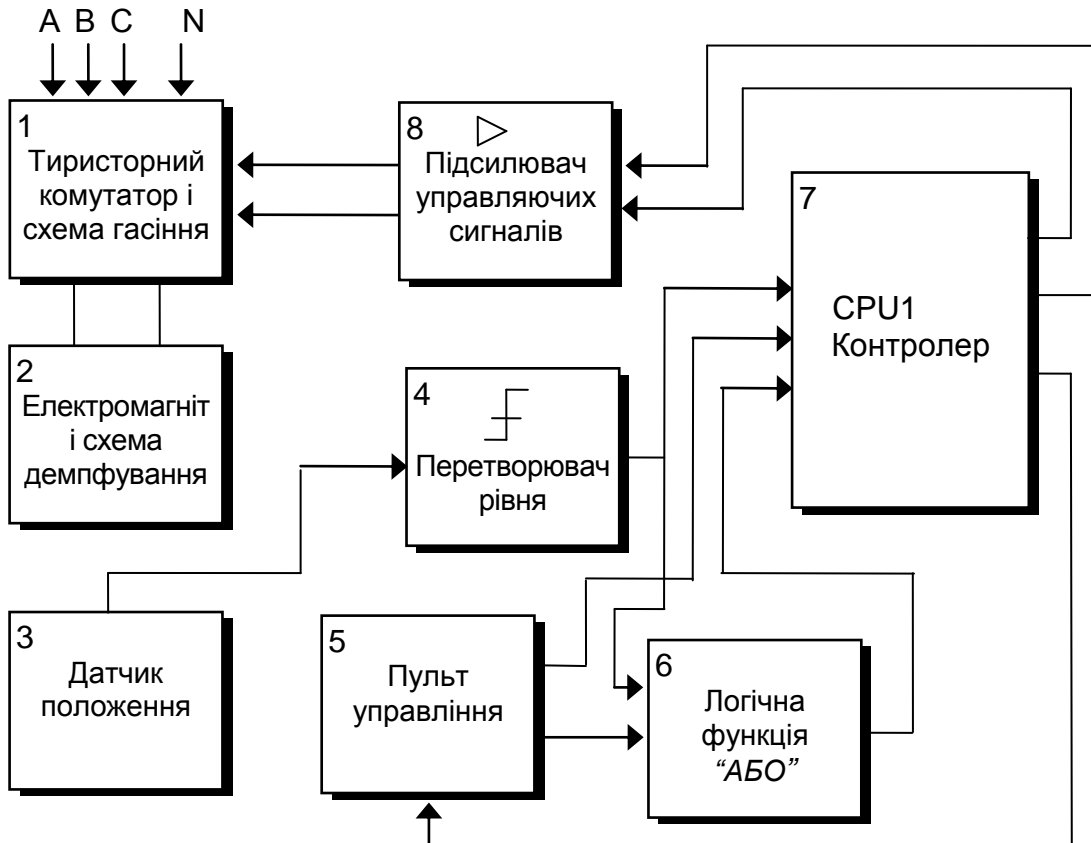 A B C N
1
Тиристорний
комутатор і
схема гасіння
8
Підсилювач
управляючих
сигналів
7
CPU1
Контролер
2
Електромагніт
і схема
демпфування
4
Перетворювач
рівня
3
Датчик
положення
5
Пульт
управління
6
Логічна
функція
“АБО”